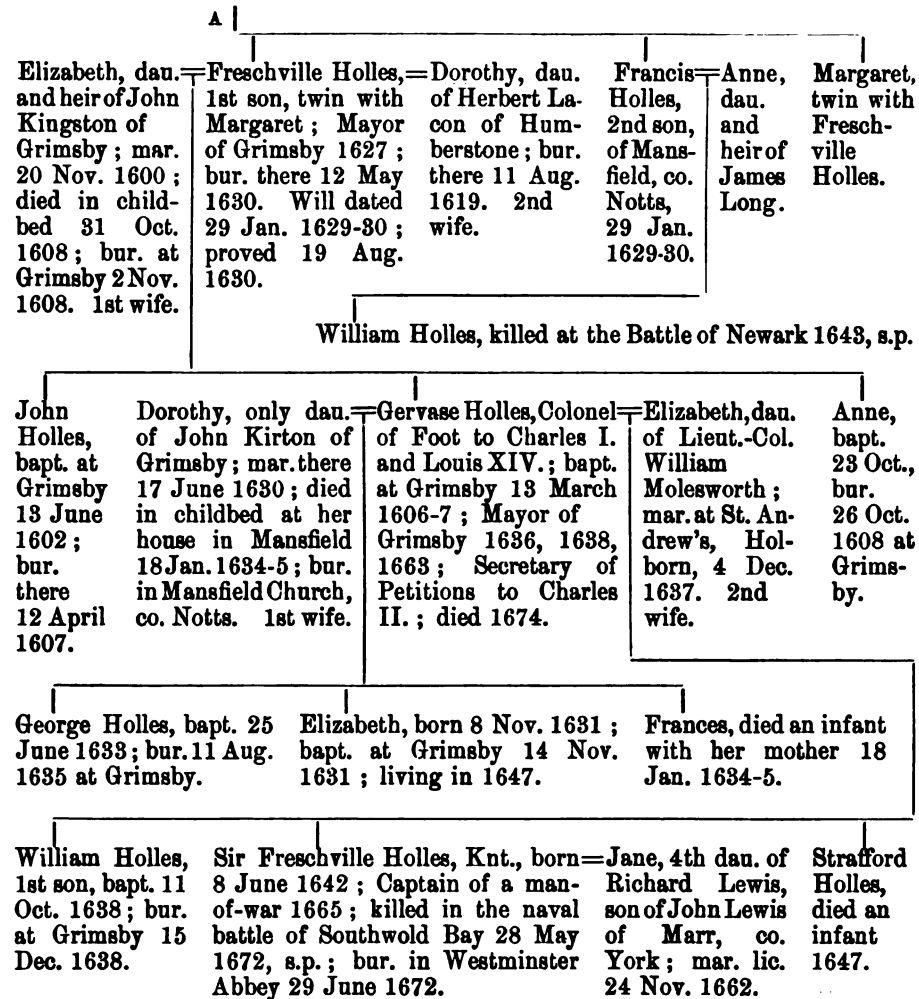 A
Elizabeth, dau.
and heir of John
Kingston of
Grimsby ; mar.
20 Nov. 1600 ;
died in child-
bed 31 Oct.
1608 ; bur. at
Grimsby 2 Nov.
1608. 1st wife.
=Freschville Holles,=
1st son, twin with
Margaret ; Mayor
of Grimsby 1627 ;
bur. there 12 May
1630. Will dated
29 Jan. 1629-30 ;
proved 19 Aug.
1630.
Dorothy, dau.
of Herbert La-
con of Hum-
berstone ; bur.
there 11 Aug.
1619. 2nd
wife.
Francis=
Holles,
2nd son,
of Mans-
field, co.
Notts,
29 Jan.
1629-30.
Anne,
dau.
and
heir of
James
Long.
Margaret,
twin with
Fresch-
ville
Holles.
William Holles, killed at the Battle of Newark 1643, s.p.
John
Holles,
bapt. at
Grimsby
13 June
1602 ;
bur.
there
12 April
1607.
Dorothy, only dau.=
of John Kirton of
Grimsby ; mar. there
17 June 1630 ; died
in childbed at her
house in Mansfield
18 Jan. 1634-5 ; bur.
in Mansfield Church,
co. Notts. 1st wife.
Gervase Holles, Colonel=
of Foot to Charles I.
and Louis XIV. ; bapt.
at Grimsby 13 March
1606-7 ; Mayor of
Grimsby 1636, 1638,
1663 ; Secretary of
Petitions to Charles
II. ; died 1674.
Elizabeth, dau.
of Lieut.-Col.
William
Molesworth ;
mar. at St. An-
drew's, Hol-
born, 4 Dec.
1637. 2nd
wife.
Anne,
bapt.
23 Oct.,
bur.
26 Oct.
1608 at
Grims-
by.
George Holles, bapt. 25
June 1633 ; bur. 11 Aug.
1635 at Grimsby.
Elizabeth, born 8 Nov. 1631 ;
bapt. at Grimsby 14 Nov.
1631 ; living in 1647.
Frances, died an infant
with her mother 18
Jan. 1634-5.
William Holles,
1st son, bapt. 11
Oct. 1638 ; bur.
at Grimsby 15
Dec. 1638.
Sir Freschville Holles, Knt., born=
8 June 1642 ; Captain of a man-
of-war 1665 ; killed in the naval
battle of Southwold Bay 28 May
1672, s.p. ; bur. in Westminster
Abbey 29 June 1672.
Jane, 4th dau. of
Richard Lewis,
son of John Lewis
of Marr, co.
York ; mar. lic.
24 Nov. 1662.
Strafford
Holles,
died an
infant
1647.